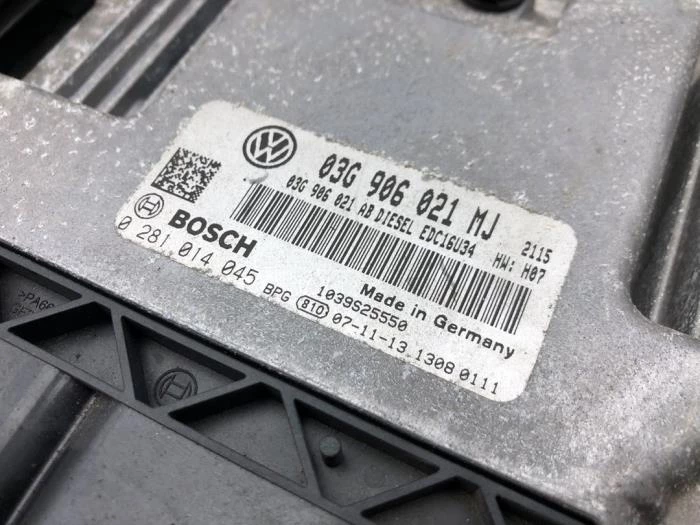 03G 906 021 MJ
03G 906 021 AB DIESEL EDC16U34
2115
HW: H07
BOSCH
0 281 014 045
BPG 810 07-11-13 1308 0111
1039S25550
Made in Germany
>PA66